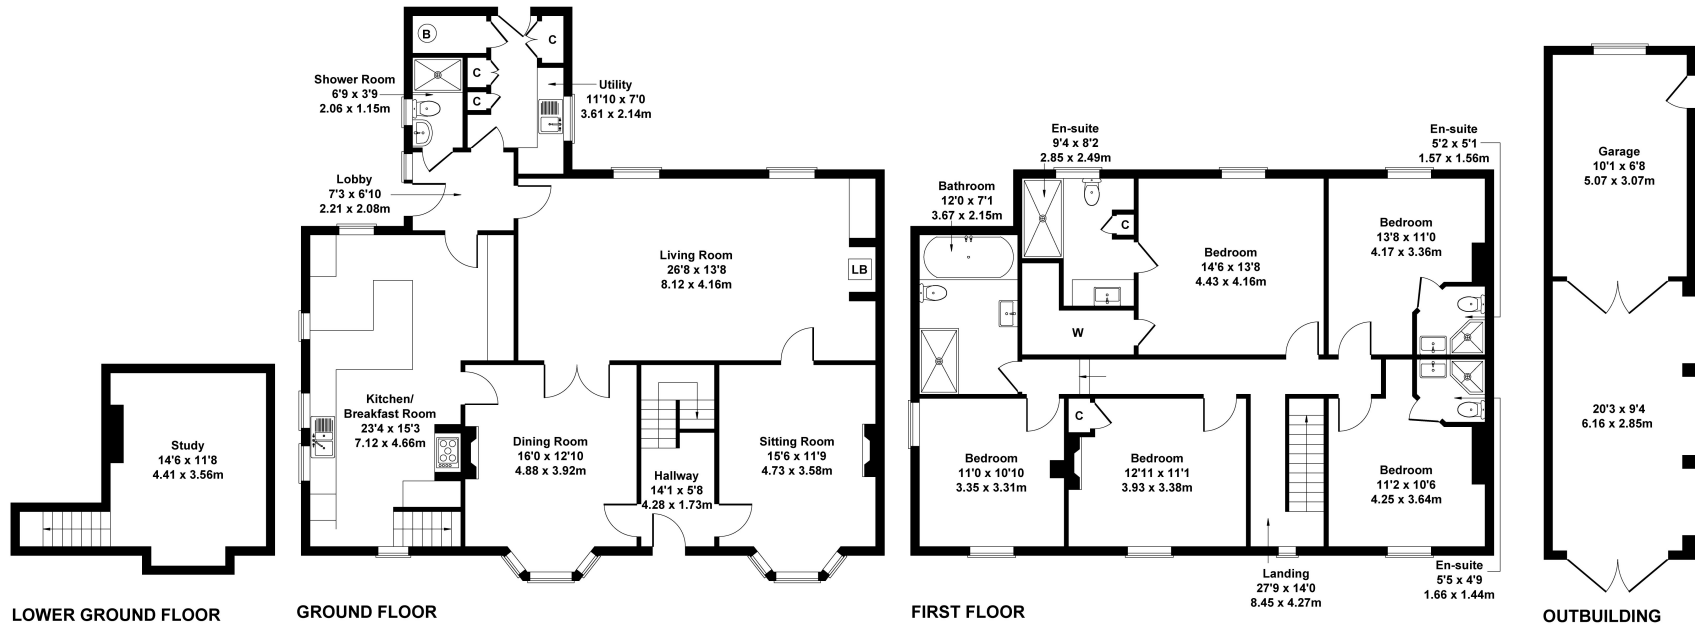 Study
14'6 x 11'8
4.41 x 3.56m
LOWER GROUND FLOOR
B
C
C
C
Shower Room
6'9 x 3'9
2.06 x 1.15m
Utility
11'10 x 7'0
3.61 x 2.14m
Lobby
7'3 x 6'10
2.21 x 2.08m
Living Room
26'8 x 13'8
8.12 x 4.16m
LB
Kitchen/
Breakfast Room
23'4 x 15'3
7.12 x 4.66m
Dining Room
16'0 x 12'10
4.88 x 3.92m
Hallway
14'1 x 5'8
4.28 x 1.73m
Sitting Room
15'6 x 11'9
4.73 x 3.58m
GROUND FLOOR
En-suite
9'4 x 8'2
2.85 x 2.49m
En-suite
5'2 x 5'1
1.57 x 1.56m
Bathroom
12'0 x 7'1
3.67 x 2.15m
C
Bedroom
14'6 x 13'8
4.43 x 4.16m
Bedroom
13'8 x 11'0
4.17 x 3.36m
W
C
Bedroom
11'0 x 10'10
3.35 x 3.31m
Bedroom
12'11 x 11'1
3.93 x 3.38m
Bedroom
11'2 x 10'6
4.25 x 3.64m
Landing
27'9 x 14'0
8.45 x 4.27m
En-suite
5'5 x 4'9
1.66 x 1.44m
FIRST FLOOR
Garage
10'1 x 6'8
5.07 x 3.07m
20'3 x 9'4
6.16 x 2.85m
OUTBUILDING